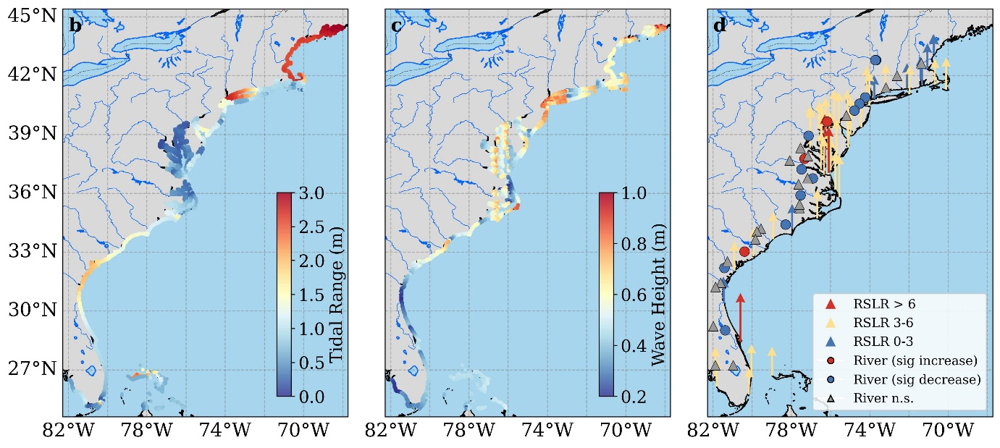 b
c
d
45°N
42°N
39°N
36°N
33°N
30°N
27°N
82°W 78°W 74°W 70°W
82°W 78°W 74°W 70°W
82°W 78°W 74°W 70°W
3.0
2.5
2.0
1.5
1.0
0.5
0.0
Tidal Range (m)
1.0
0.8
0.6
0.4
0.2
Wave Height (m)
RSLR > 6
RSLR 3-6
RSLR 0-3
River (sig increase)
River (sig decrease)
River n.s.